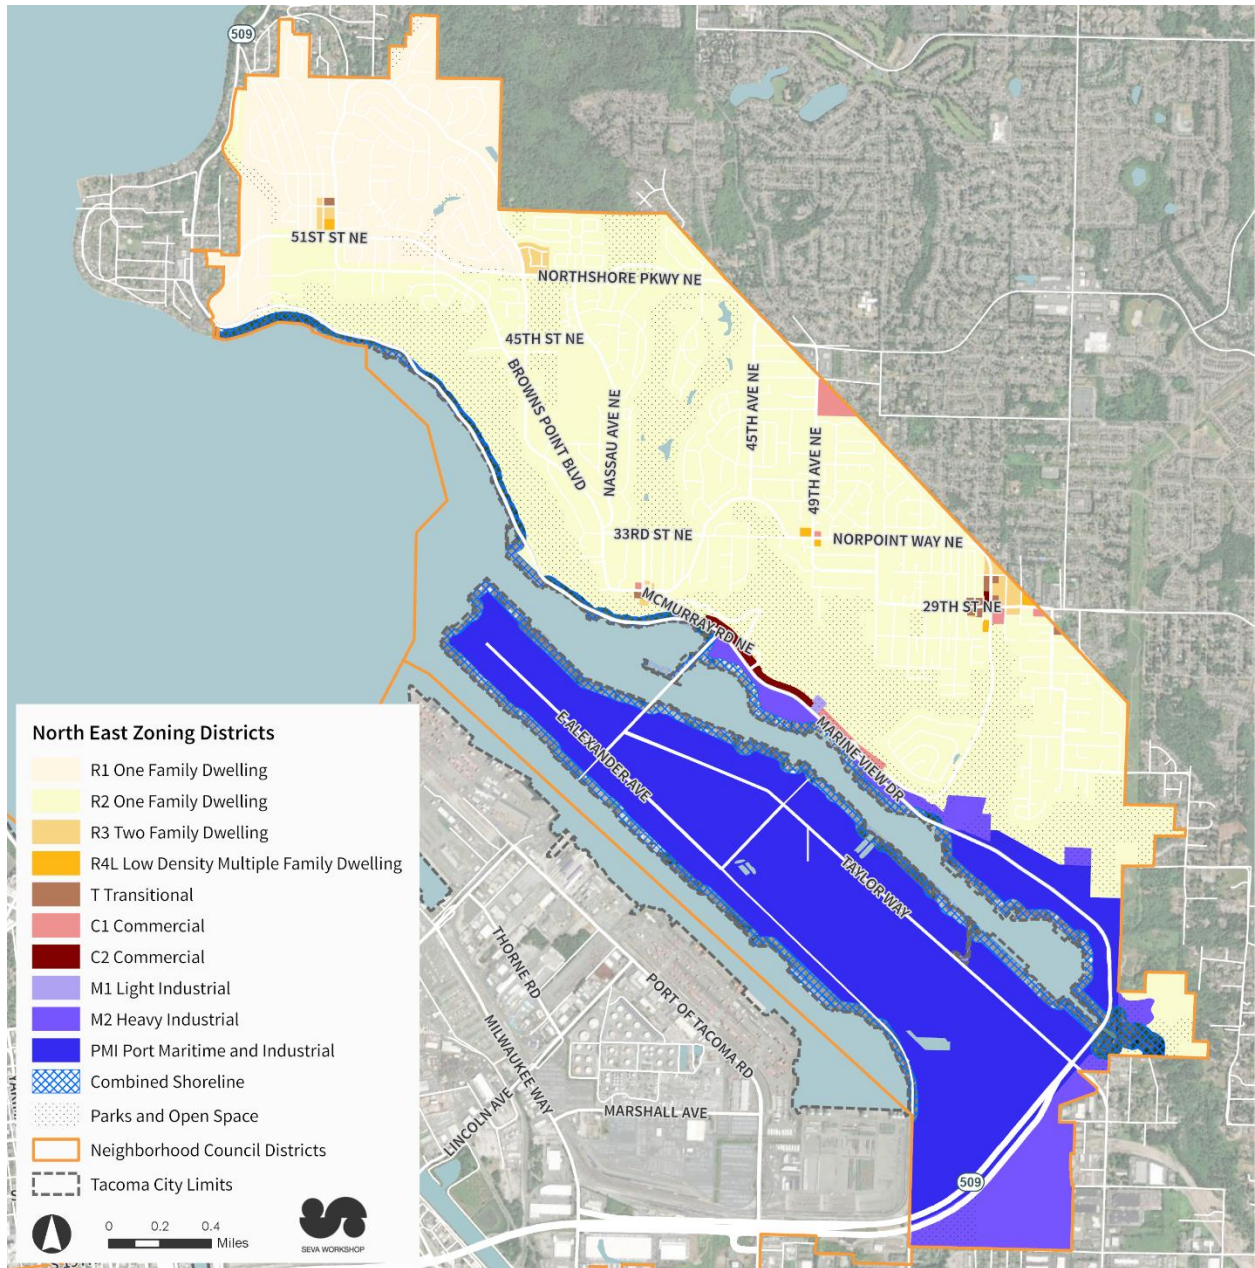 509
51ST ST NE
NORTHSHORE PKWY NE
45TH ST NE
BROWNS POINT BLVD
NASSAU AVE NE
45TH AVE NE
49TH AVE NE
33RD ST NE
NORPOINT WAY NE
MCMURRAY RD NE
29TH ST NE
MARINE VIEW DR
E ALEXANDER AVE
TAYLOR WAY
THORNE RD
PORT OF TACOMA RD
MILWAUKEE WAY
LINCOLN AVE
MARSHALL AVE
509
North East Zoning Districts
R1 One Family Dwelling
R2 One Family Dwelling
R3 Two Family Dwelling
R4L Low Density Multiple Family Dwelling
T Transitional
C1 Commercial
C2 Commercial
M1 Light Industrial
M2 Heavy Industrial
PMI Port Maritime and Industrial
Combined Shoreline
Parks and Open Space
Neighborhood Council Districts
Tacoma City Limits
0 0.2 0.4
Miles
SEVA WORKSHOP